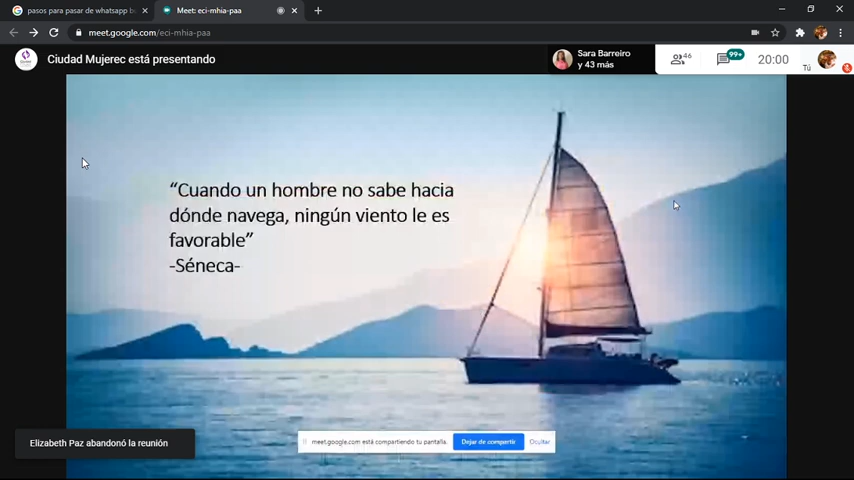 pasos para pasar de whatsapp b
Meet: eci-mhia-paa
meet.google.com/eci-mhia-paa
Ciudad Mujerec está presentando
Sara Barreiro
y 43 más
46
99+
20:00
Tú
“Cuando un hombre no sabe hacia
dónde navega, ningún viento le es
favorable”
-Séneca-
Elizabeth Paz abandonó la reunión
meet.google.com está compartiendo tu pantalla.
Dejar de compartir
Ocultar